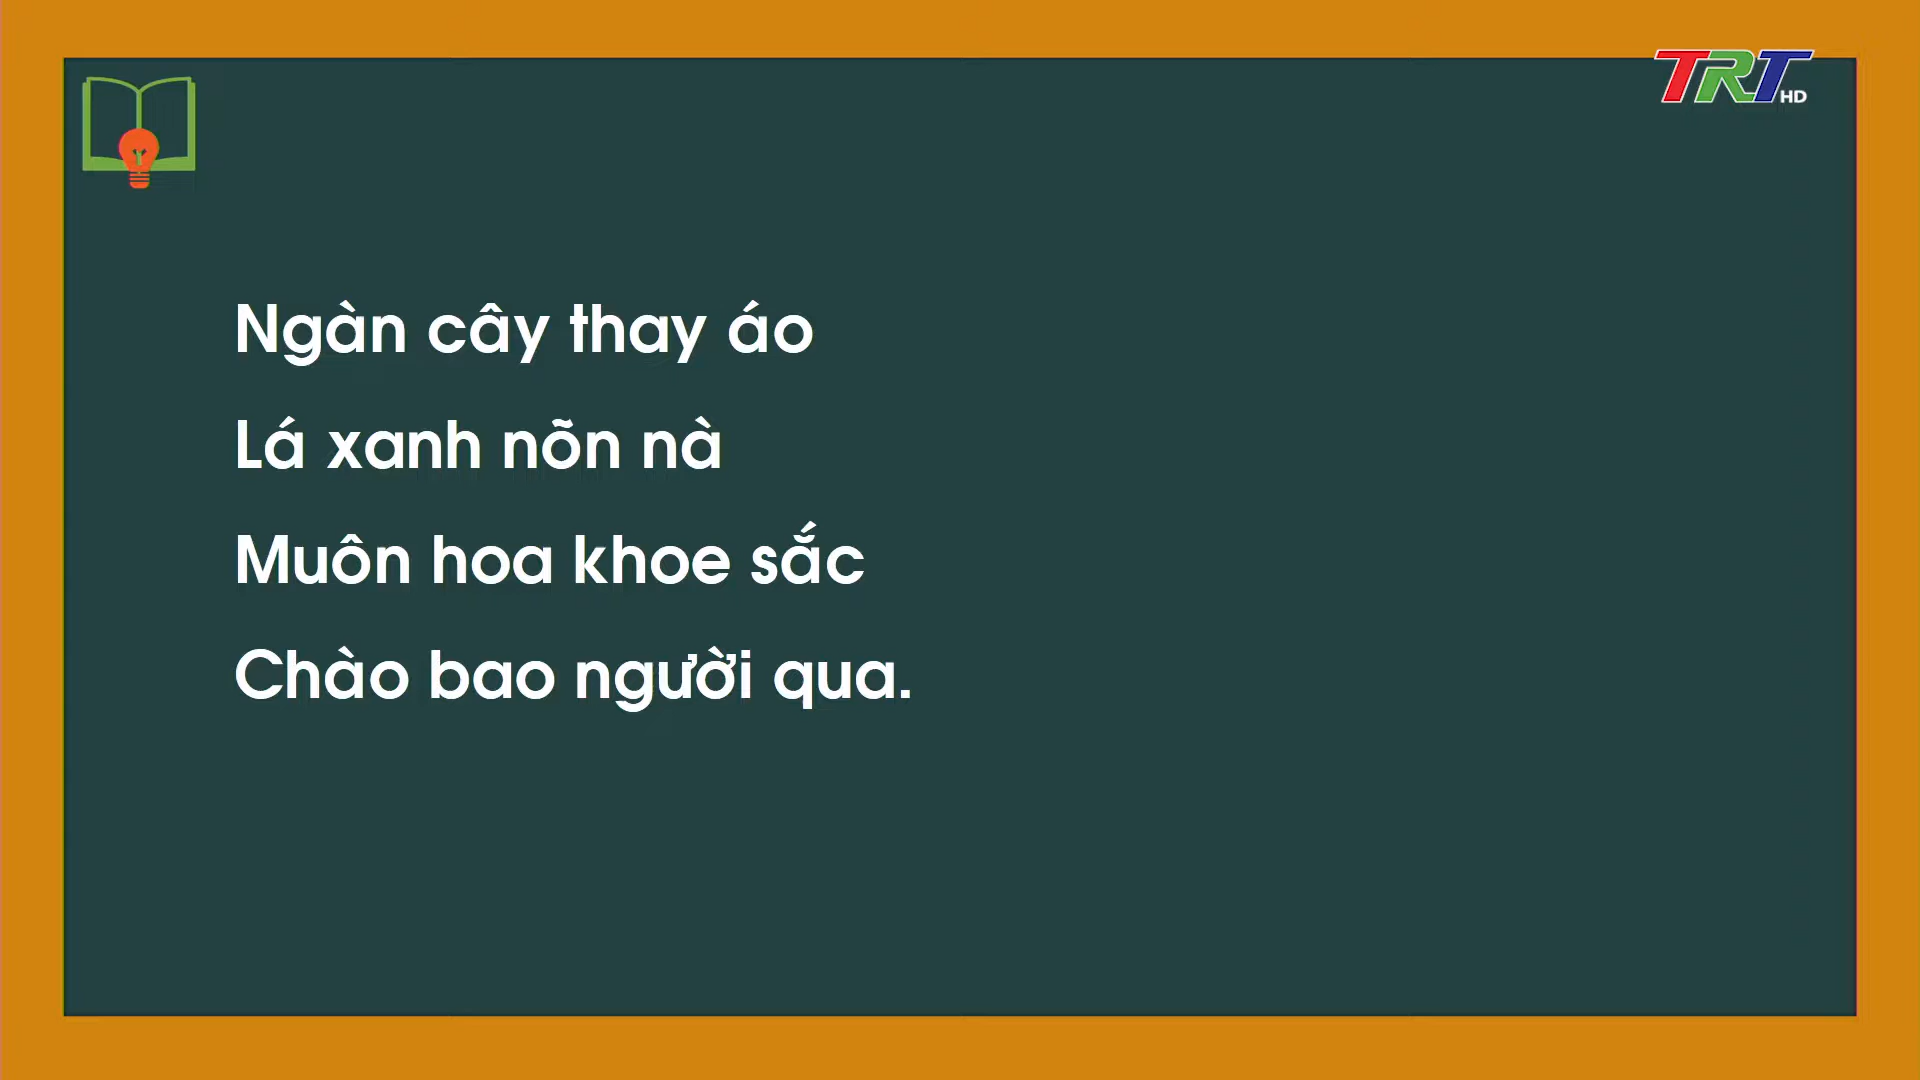 TRT HD
Ngàn cây thay áo
Lá xanh nõn nà
Muôn hoa khoe sắc
Chào bao người qua.